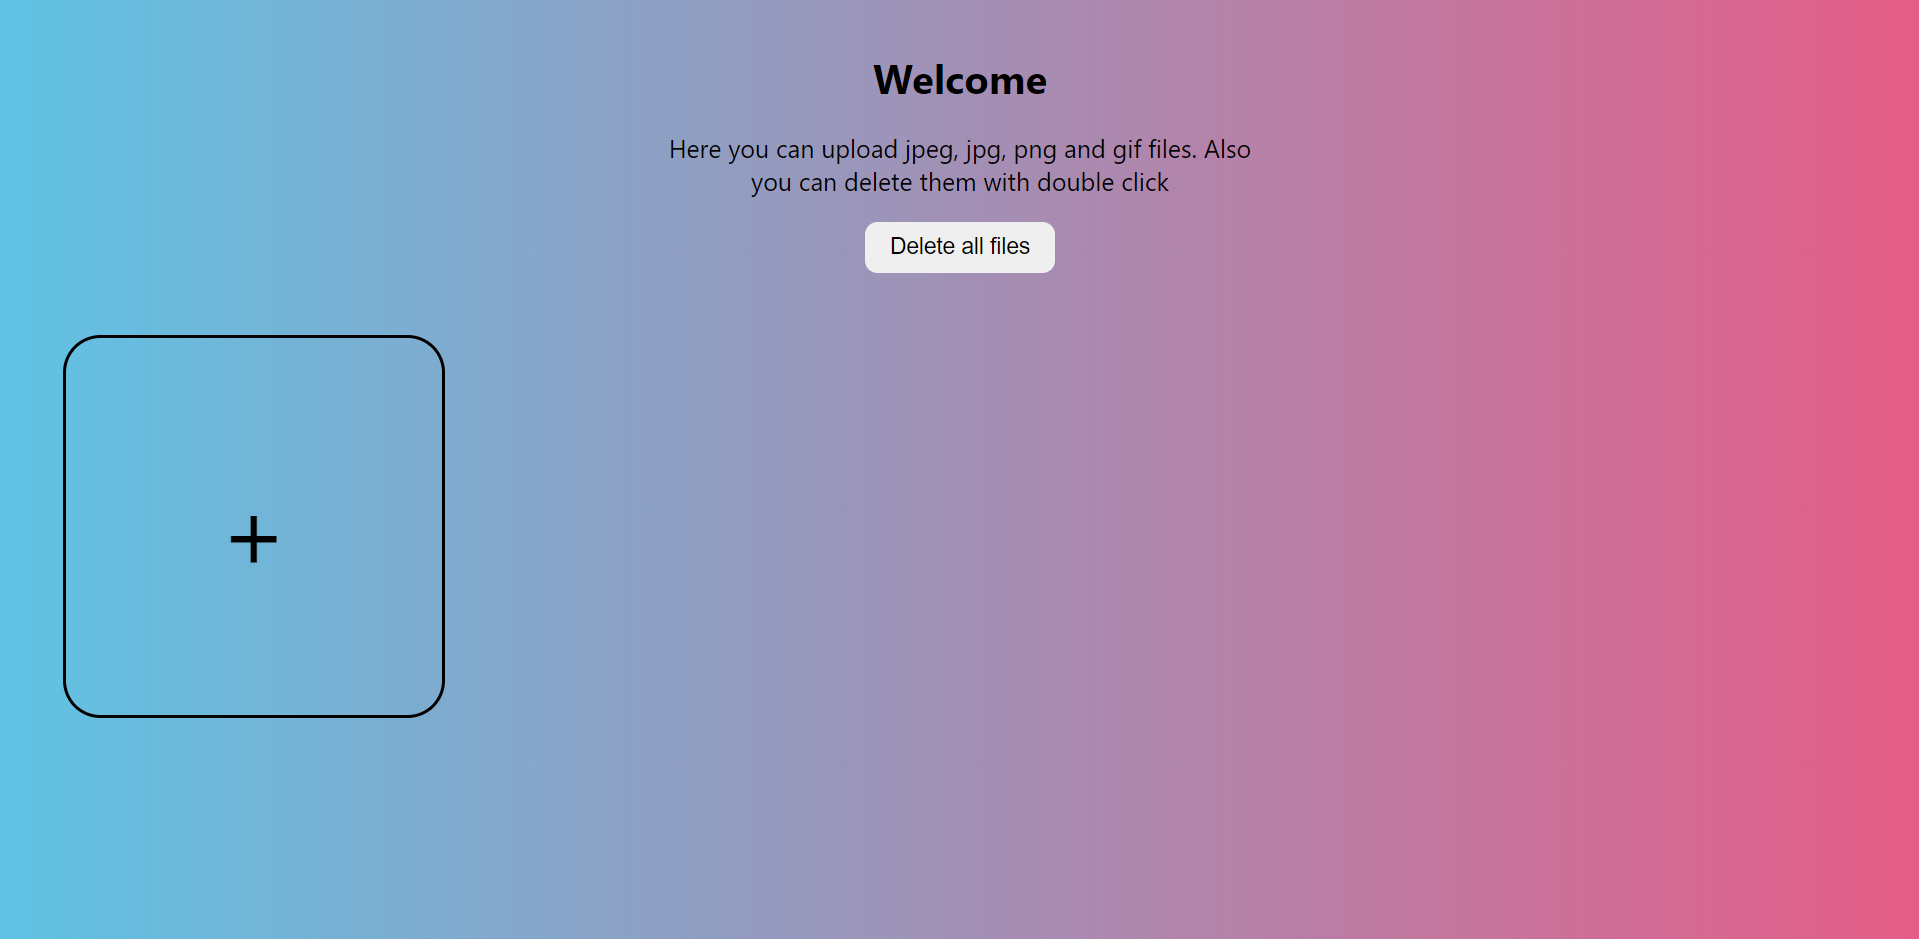 Welcome
Here you can upload jpeg, jpg, png and gif files. Also
you can delete them with double click
Delete all files
+